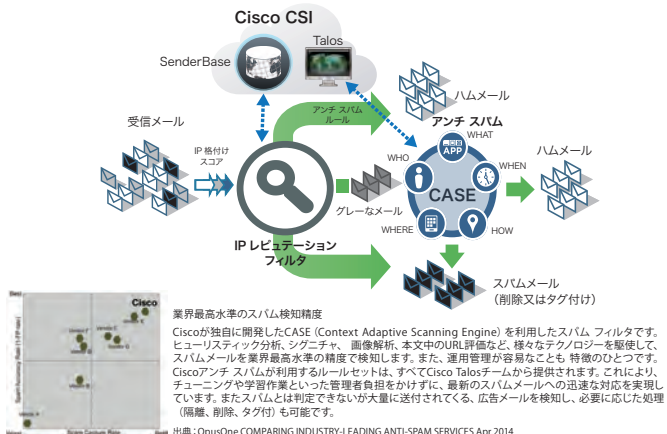 Cisco CSI
Talos
SenderBase
アンチ スパム
ルール
ハムメール
受信メール
IP 格付け
スコア
アンチ スパム
WHAT
APP
WHO
WHEN
ハムメール
CASE
グレーなメール
WHERE
HOW
IP レピュテーション
フィルタ
スパムメール
（削除又はタグ付け）
Best
Cisco
Spam Capture Rate
業界最高水準のスパム検知精度
Ciscoが独自に開発したCASE（Context Adaptive Scanning Engine）を利用したスパム フィルタです。
ヒューリスティック分析、シグニチャ、 画像解析、本文中のURL評価など、様々なテクノロジーを駆使して、
スパムメールを業界最高水準の精度で検知します。また、運用管理が容易なことも 特徴のひとつです。
Ciscoアンチ スパムが利用するルールセットは、すべてCisco Talosチームから提供されます。これにより、
チューニングや学習作業といった管理者負担をかけずに、最新のスパムメールへの迅速な対応を実現し
ています。またスパムとは判定できないが大量に送付されてくる、広告メールを検知し、必要に応じた処理
（隔離、削除、タグ付）も可能です。
出典：OpusOne COMPARING INDUSTRY-LEADING ANTI-SPAM SERVICES Apr 2014